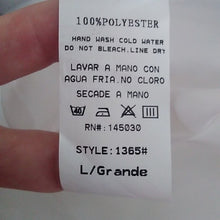 100%POLYESTER
HAND WASH COLD WATER
DO NOT BLEACH.LINE DRY
LAVAR A MANO CON
AGUA FRIA.NO CLORO
SECADE A MANO
RN#: 145030
STYLE: 1365#
L/Grande